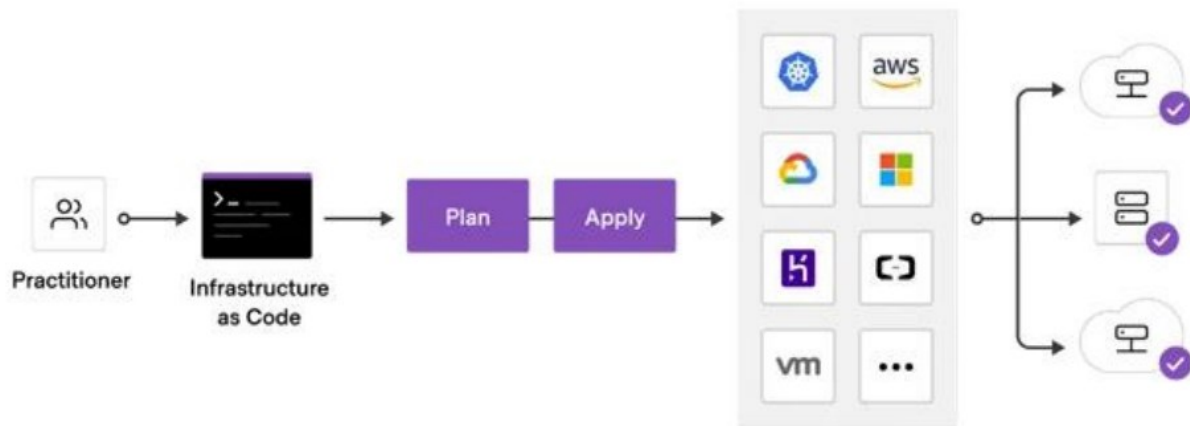 Practitioner
>_
Infrastructure
as Code
Plan
Apply
aws
vm